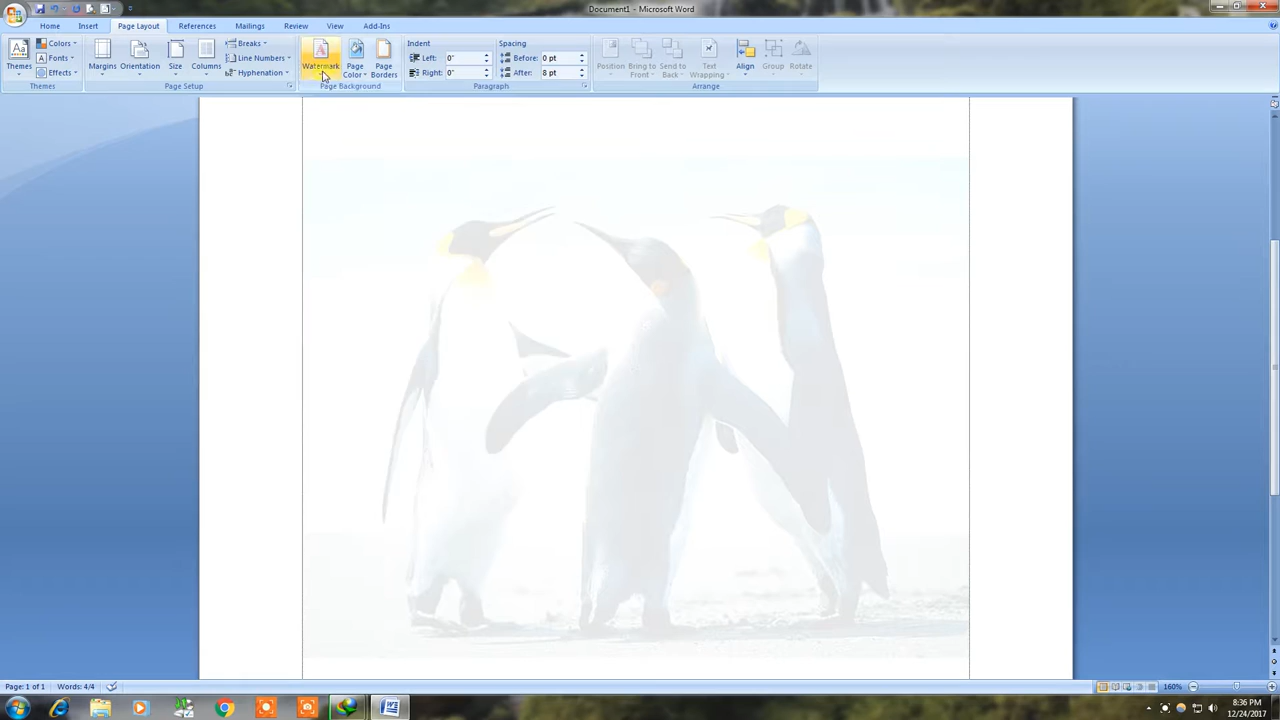 Document1 - Microsoft Word
Home Insert Page Layout References Mailings Review View Add-Ins
Themes
Colors
Fonts
Effects
Themes
Margins
Orientation
Size
Columns
Breaks
Line Numbers
Hyphenation
Page Setup
Watermark
Page Color
Page Borders
Page Background
Indent
Left: 0"
Right: 0"
Spacing
Before: 0 pt
After: 8 pt
Paragraph
Position
Bring to Front
Send to Back
Text Wrapping
Align
Group
Rotate
Arrange
Page: 1 of 1 Words: 4/4
160%
8:36 PM
12/24/2017